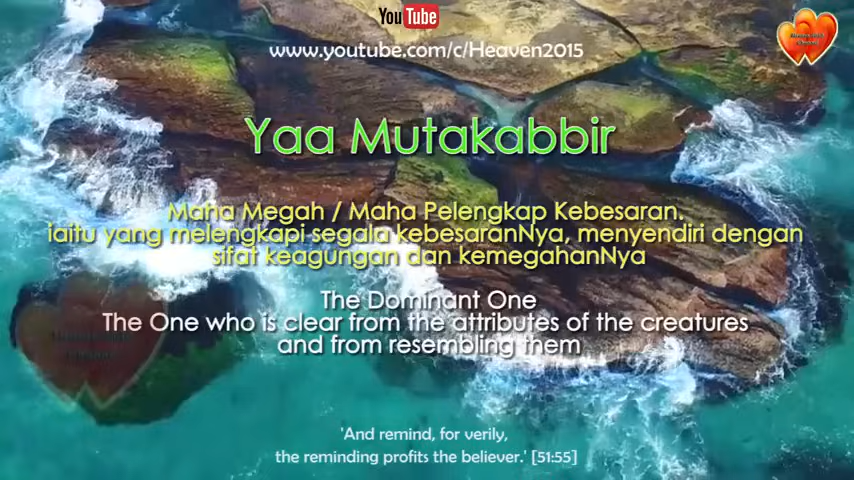 YouTube
www.youtube.com/c/Heaven2015
Yaa Mutakabbir
Maha Megah / Maha Pelengkap Kebesaran.
iaitu yang melengkapi segala kebesaranNya, menyendiri dengan
sifat keagungan dan kemegahanNya
The Dominant One
The One who is clear from the attributes of the creatures
and from resembling them
'And remind, for verily,
the reminding profits the believer.' [51:55]